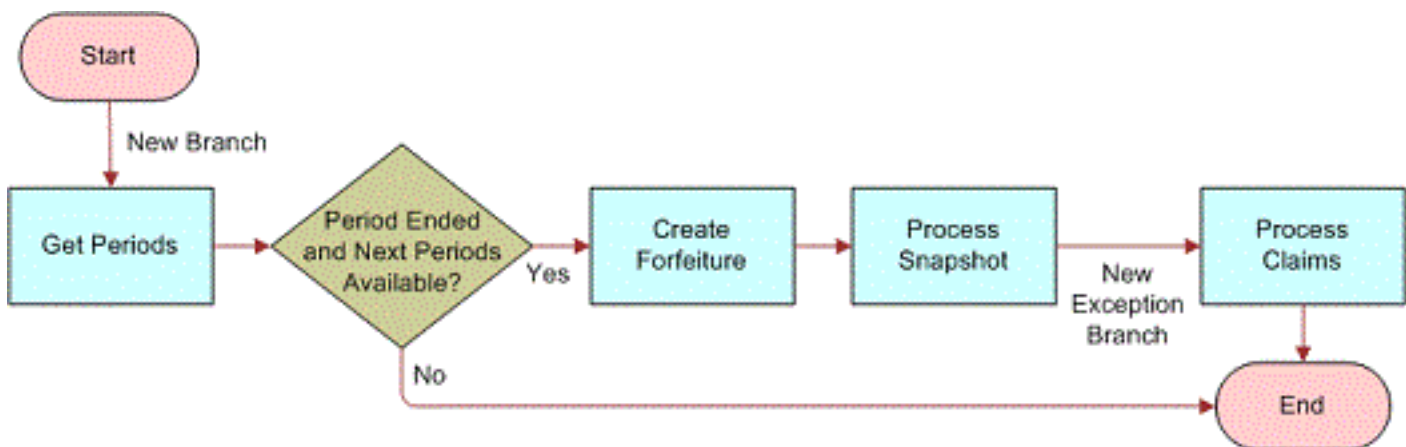 Start
New Branch
Get Periods
Period Ended
and Next Periods
Available?
Yes
No
Create
Forfeiture
Process
Snapshot
New
Exception
Branch
Process
Claims
End